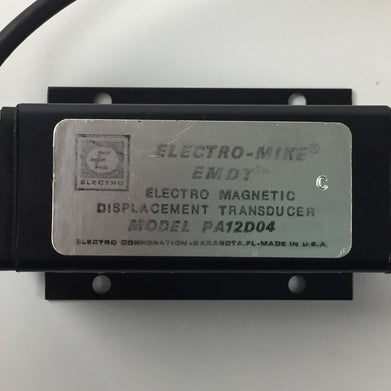 E
ELECTRO
ELECTRO-MIKE®
EMDT™
ELECTRO MAGNETIC
DISPLACEMENT TRANSDUCER
MODEL PA12D04
ELECTRO CORPORATION-SARASOTA, FL-MADE IN U.S.A.